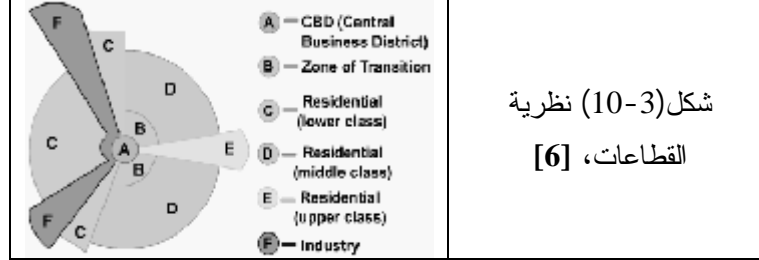 F
C
D
C
B
A
E
B
D
F
C
A — CBD (Central
Business District)
B — Zone of Transition
C — Residential
(lower class)
D — Residential
(middle class)
E — Residential
(upper class)
F — Industry
شكل(3-10) نظرية
القطاعات، [6]